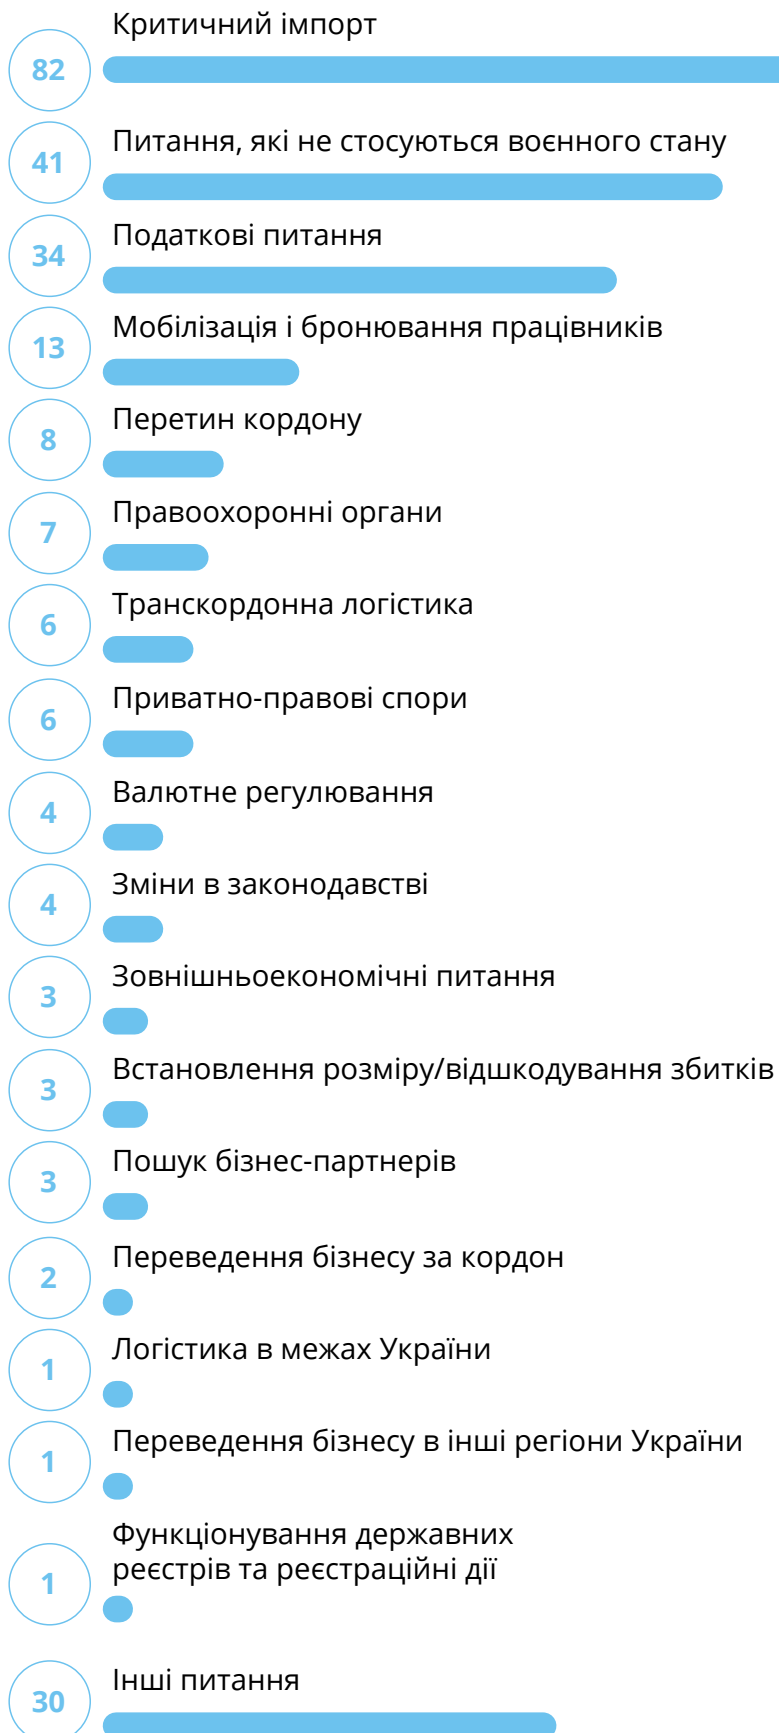 Критичний імпорт
82
Питання, які не стосуються воєнного стану
41
Податкові питання
34
Мобілізація і бронювання працівників
13
Перетин кордону
8
Правоохоронні органи
7
Транскордонна логістика
6
Приватно-правові спори
6
Валютне регулювання
4
Зміни в законодавстві
4
Зовнішньоекономічні питання
3
Встановлення розміру/відшкодування збитків
3
Пошук бізнес-партнерів
3
Переведення бізнесу за кордон
2
Логістика в межах України
1
Переведення бізнесу в інші регіони України
1
Функціонування державних
реєстрів та реєстраційні дії
1
Інші питання
30